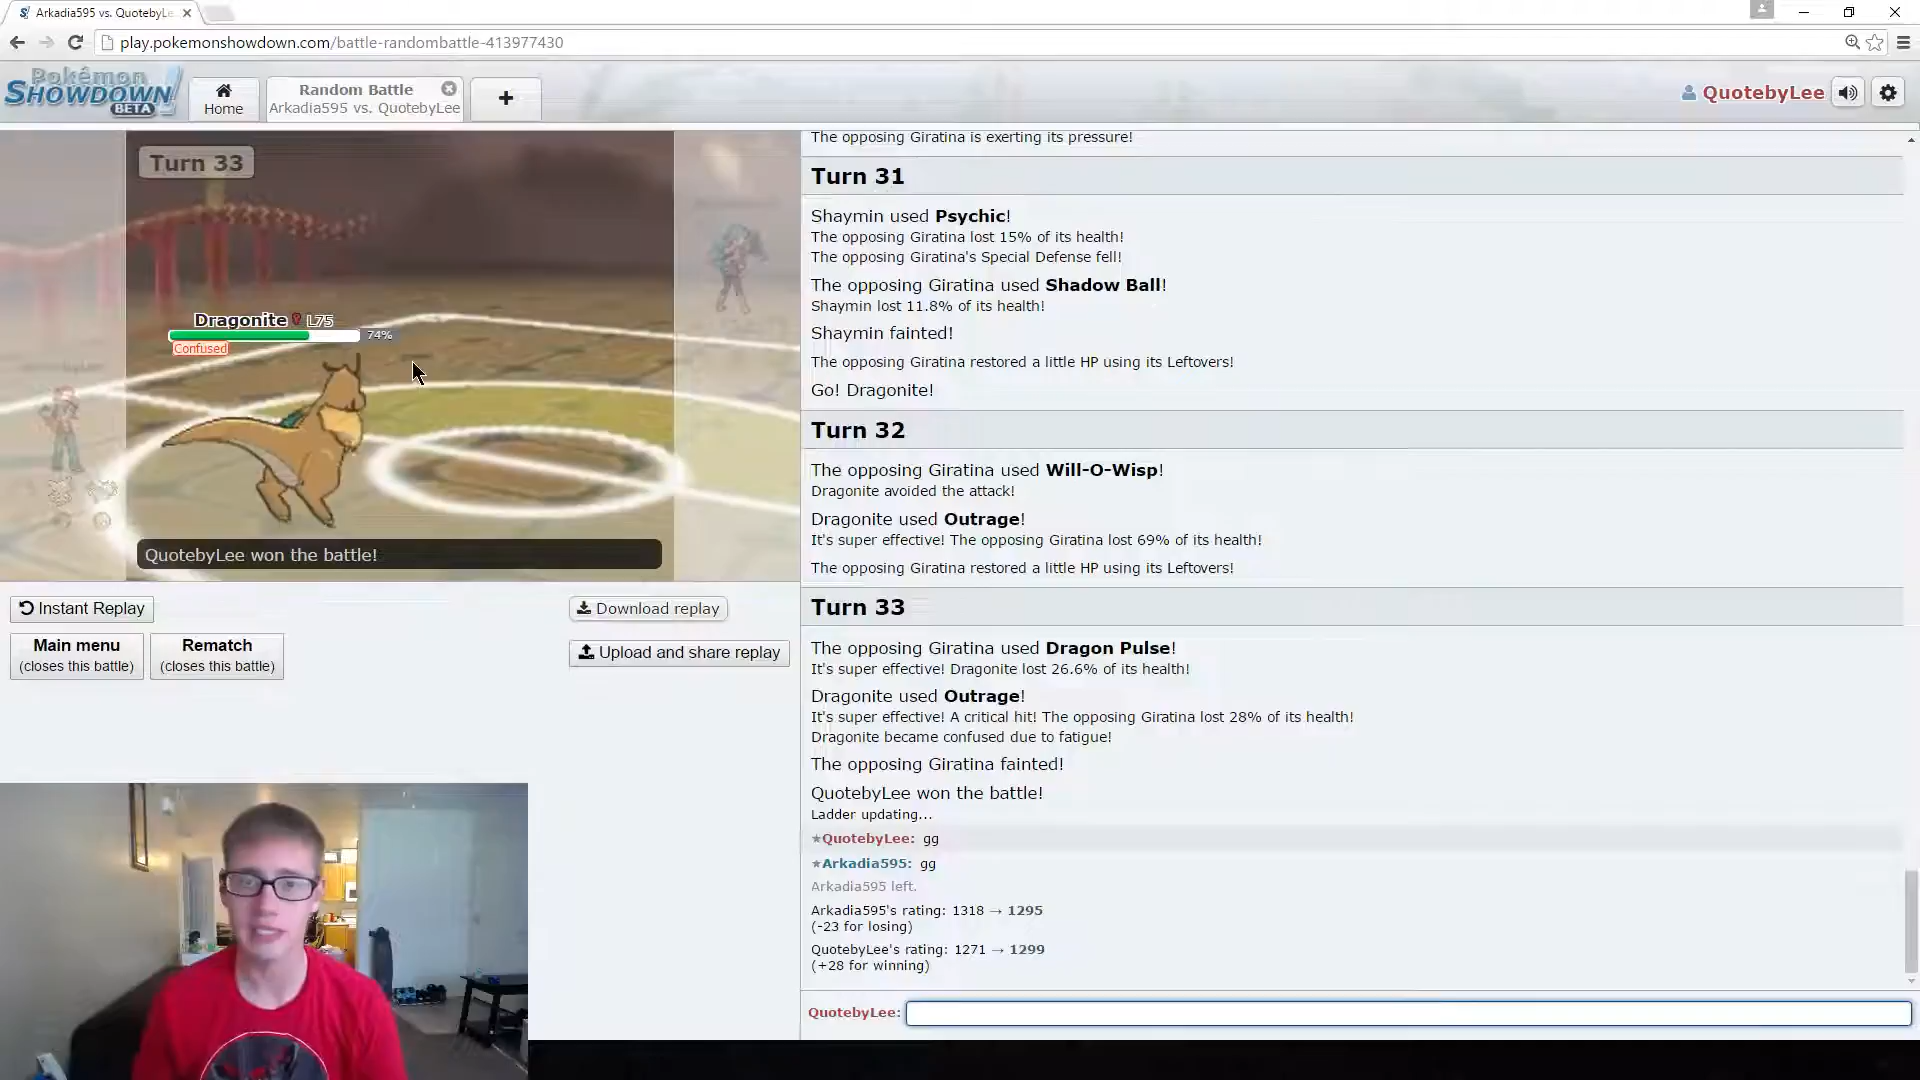 Arkadia595 vs. QuotebyLe
play.pokemonshowdown.com/battle-randombattle-413977430
Pokémon
SHOWDOWN!
BETA
Home
Random Battle
Arkadia595 vs. QuotebyLee
QuotebyLee
Turn 33
Dragonite L75
74%
Confused
QuotebyLee won the battle!
Instant Replay
Download replay
Main menu
(closes this battle)
Rematch
(closes this battle)
Upload and share replay
The opposing Giratina is exerting its pressure!
Turn 31
Shaymin used Psychic!
The opposing Giratina lost 15% of its health!
The opposing Giratina's Special Defense fell!
The opposing Giratina used Shadow Ball!
Shaymin lost 11.8% of its health!
Shaymin fainted!
The opposing Giratina restored a little HP using its Leftovers!
Go! Dragonite!
Turn 32
The opposing Giratina used Will-O-Wisp!
Dragonite avoided the attack!
Dragonite used Outrage!
It's super effective! The opposing Giratina lost 69% of its health!
The opposing Giratina restored a little HP using its Leftovers!
Turn 33
The opposing Giratina used Dragon Pulse!
It's super effective! Dragonite lost 26.6% of its health!
Dragonite used Outrage!
It's super effective! A critical hit! The opposing Giratina lost 28% of its health!
Dragonite became confused due to fatigue!
The opposing Giratina fainted!
QuotebyLee won the battle!
Ladder updating...
★QuotebyLee: gg
★Arkadia595: gg
Arkadia595 left.
Arkadia595's rating: 1318 → 1295
(-23 for losing)
QuotebyLee's rating: 1271 → 1299
(+28 for winning)
QuotebyLee: